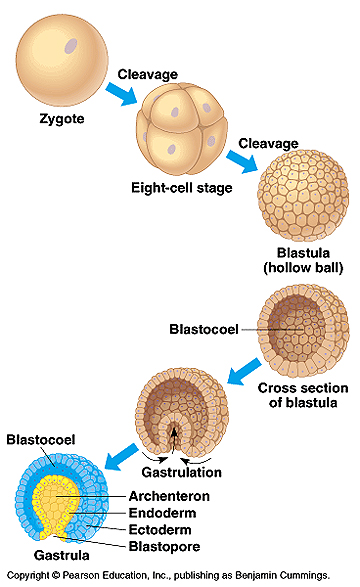 Cleavage
Zygote
Cleavage
Eight-cell stage
Blastula
(hollow ball)
Blastocoel
Cross section
of blastula
Gastrulation
Blastocoel
Archenteron
Endoderm
Ectoderm
Blastopore
Gastrula
Copyright © Pearson Education, Inc., publishing as Benjamin Cummings.